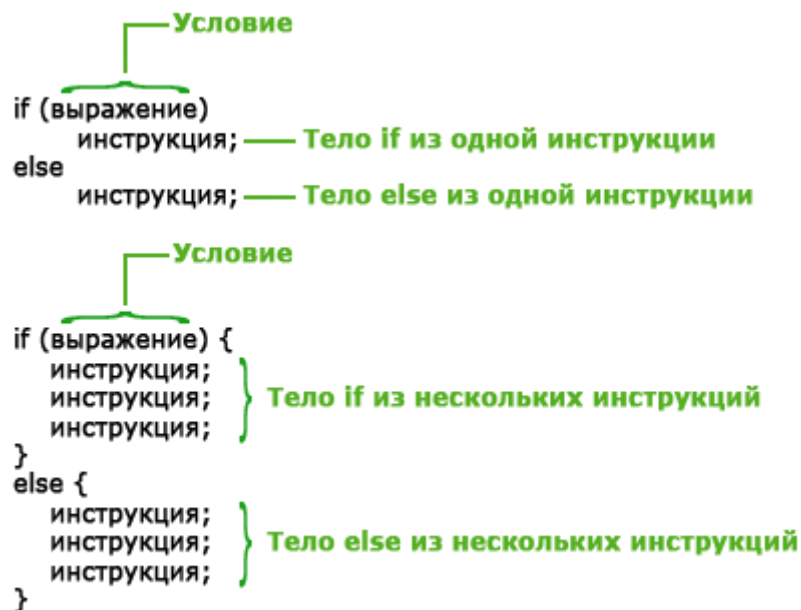 Условие
if (выражение)
инструкция; Тело if из одной инструкции
else
инструкция; Тело else из одной инструкции
Условие
if (выражение) {
инструкция;
инструкция; Тело if из нескольких инструкций
инструкция;
}
else {
инструкция;
инструкция; Тело else из нескольких инструкций
инструкция;
}